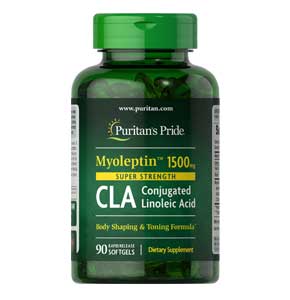 www.puritan.com
Puritan's Pride®
Myoleptin™ 1500mg
SUPER STRENGTH
CLA Conjugated
Linoleic Acid
Body Shaping & Toning Formula*
90 RAPID RELEASE
SOFTGELS
Dietary Supplement